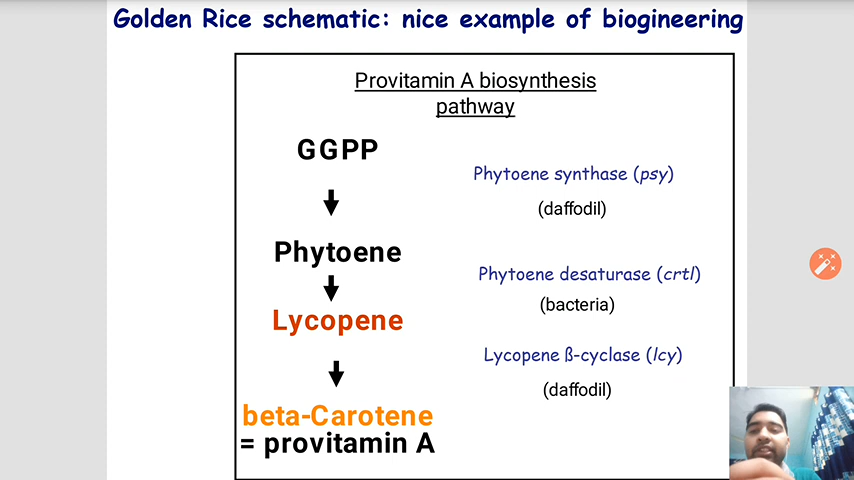 Golden Rice schematic: nice example of biogineering
Provitamin A biosynthesis
pathway
GGPP
Phytoene synthase (psy)
(daffodil)
Phytoene
Phytoene desaturase (crtl)
(bacteria)
Lycopene
Lycopene ß-cyclase (lcy)
(daffodil)
beta-Carotene
= provitamin A